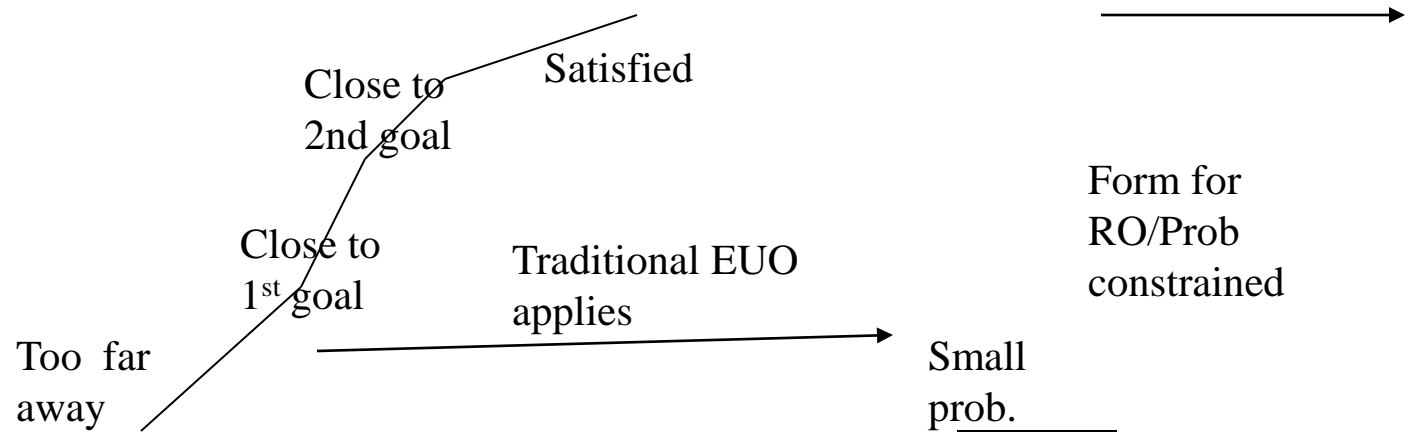 Satisfied
Close to
2nd goal
Form for
RO/Prob
constrained
Close to
1st goal
Traditional EUO
applies
Too far
away
Small
prob.